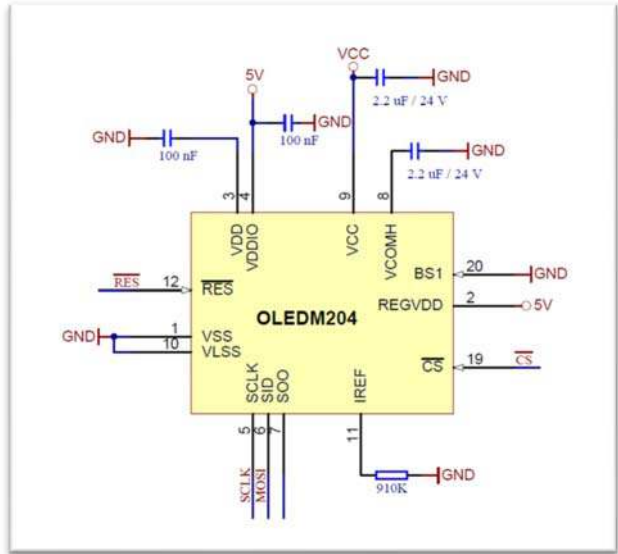 VCC
5V
GND
2.2 uF / 24 V
GND
GND
100 nF
100 nF
GND
2.2 uF / 24 V
3
4
9
8
VDD
VDDIO
VCC
VCOMH
RES
12
RES
BS1
20
GND
REGVDD
2
5V
OLEDM204
GND
1
VSS
10
VLSS
CS
19
CS
SCLK
SID
SOO
IREF
5
6
7
11
SCLK
MOSI
910K
GND